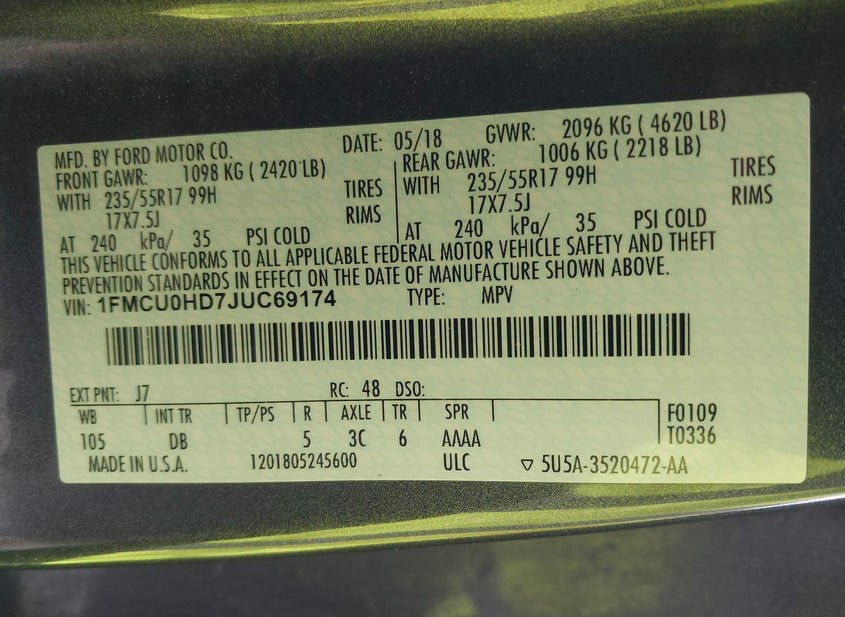 MFD. BY FORD MOTOR CO. DATE: 05/18 GVWR: 2096 KG ( 4620 LB)
FRONT GAWR: 1098 KG ( 2420 LB) REAR GAWR: 1006 KG ( 2218 LB)
WITH 235/55R17 99H TIRES WITH 235/55R17 99H TIRES
17X7.5J RIMS 17X7.5J RIMS
AT 240 kPa/ 35 PSI COLD AT 240 kPa/ 35 PSI COLD
THIS VEHICLE CONFORMS TO ALL APPLICABLE FEDERAL MOTOR VEHICLE SAFETY AND THEFT
PREVENTION STANDARDS IN EFFECT ON THE DATE OF MANUFACTURE SHOWN ABOVE.
VIN: 1FMCU0HD7JUC69174 TYPE: MPV
EXT PNT: J7 RC: 48 DSO:
WB INT TR TP/PS R AXLE TR SPR F0109
105 DB 5 3C 6 AAAA T0336
MADE IN U.S.A. 1201805245600 ULC ▽ 5U5A-3520472-AA